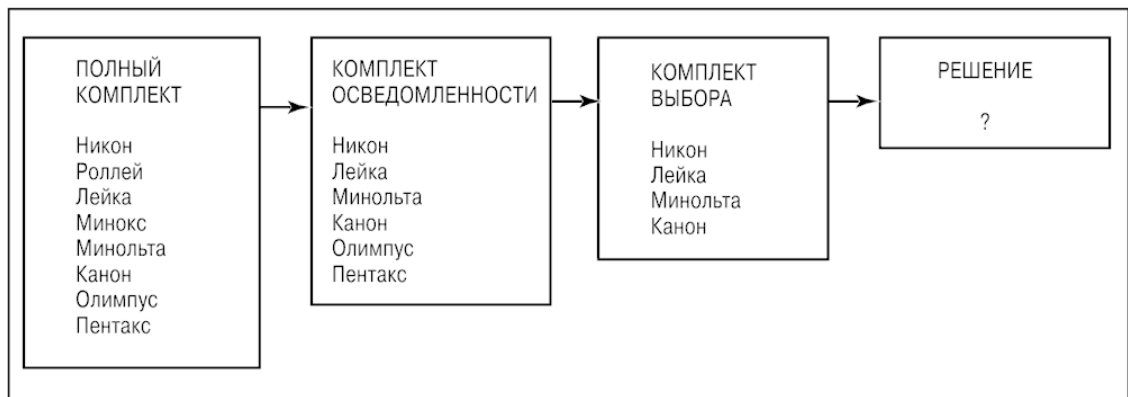 ПОЛНЫЙ
КОМПЛЕКТ
Никон
Роллей
Лейка
Минокс
Минольта
Канон
Олимпус
Пентакс
КОМПЛЕКТ
ОСВЕДОМЛЕННОСТИ
Никон
Лейка
Минольта
Канон
Олимпус
Пентакс
КОМПЛЕКТ
ВЫБОРА
Никон
Лейка
Минольта
Канон
РЕШЕНИЕ
?